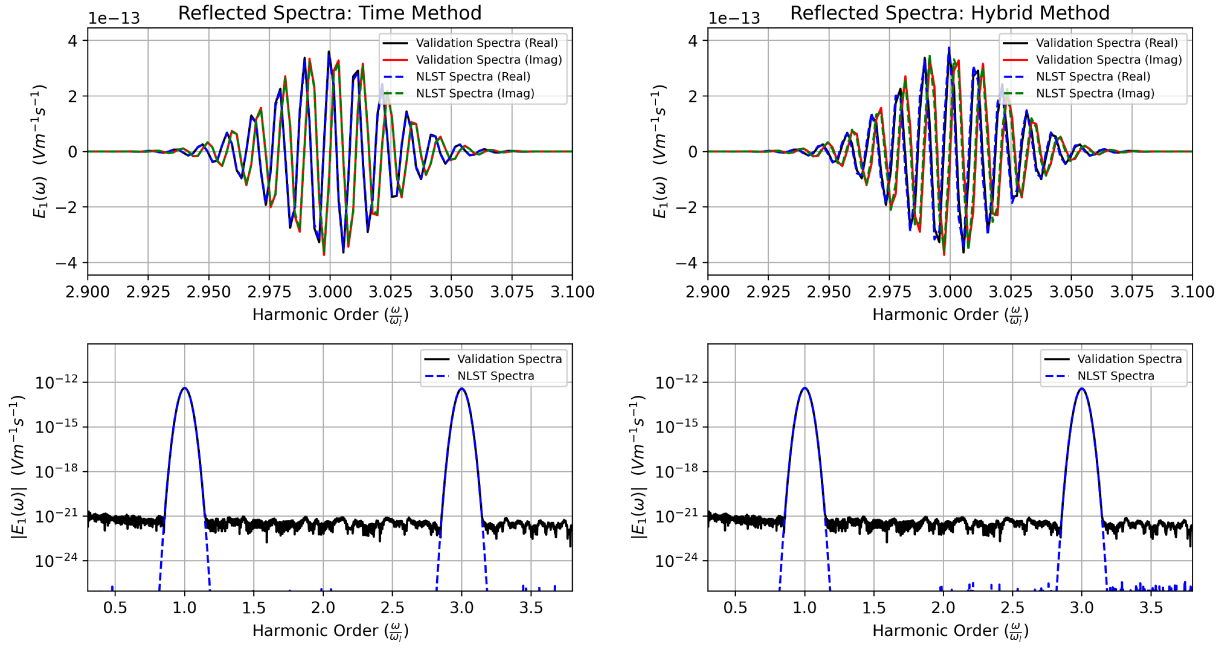 Reflected Spectra: Time Method
1e−13
Validation Spectra (Real)
Validation Spectra (Imag)
NLST Spectra (Real)
NLST Spectra (Imag)
4
2
0
−2
−4
E₁(ω) (Vm⁻¹s⁻¹)
2.900 2.925 2.950 2.975 3.000 3.025 3.050 3.075 3.100
Harmonic Order (ω/ωₗ)
Reflected Spectra: Hybrid Method
1e−13
Validation Spectra (Real)
Validation Spectra (Imag)
NLST Spectra (Real)
NLST Spectra (Imag)
4
2
0
−2
−4
E₁(ω) (Vm⁻¹s⁻¹)
2.900 2.925 2.950 2.975 3.000 3.025 3.050 3.075 3.100
Harmonic Order (ω/ωₗ)
Validation Spectra
NLST Spectra
10⁻¹²
10⁻¹⁵
10⁻¹⁸
10⁻²¹
10⁻²⁴
|E₁(ω)| (Vm⁻¹s⁻¹)
0.5 1.0 1.5 2.0 2.5 3.0 3.5
Harmonic Order (ω/ωₗ)
Validation Spectra
NLST Spectra
10⁻¹²
10⁻¹⁵
10⁻¹⁸
10⁻²¹
10⁻²⁴
|E₁(ω)| (Vm⁻¹s⁻¹)
0.5 1.0 1.5 2.0 2.5 3.0 3.5
Harmonic Order (ω/ωₗ)